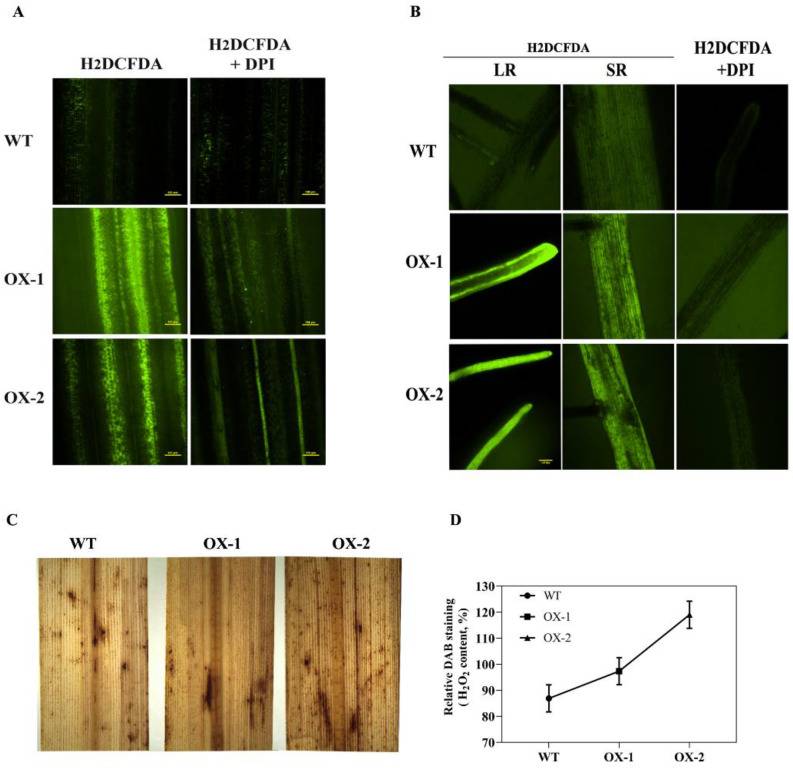 A
H2DCFDA
H2DCFDA
+ DPI
WT
OX-1
OX-2
B
H2DCFDA
LR
SR
H2DCFDA
+DPI
WT
OX-1
OX-2
C
WT
OX-1
OX-2
D
Relative DAB staining
( H₂O₂ content, %)
130
120
110
100
90
80
70
WT
OX-1
OX-2
WT
OX-1
OX-2